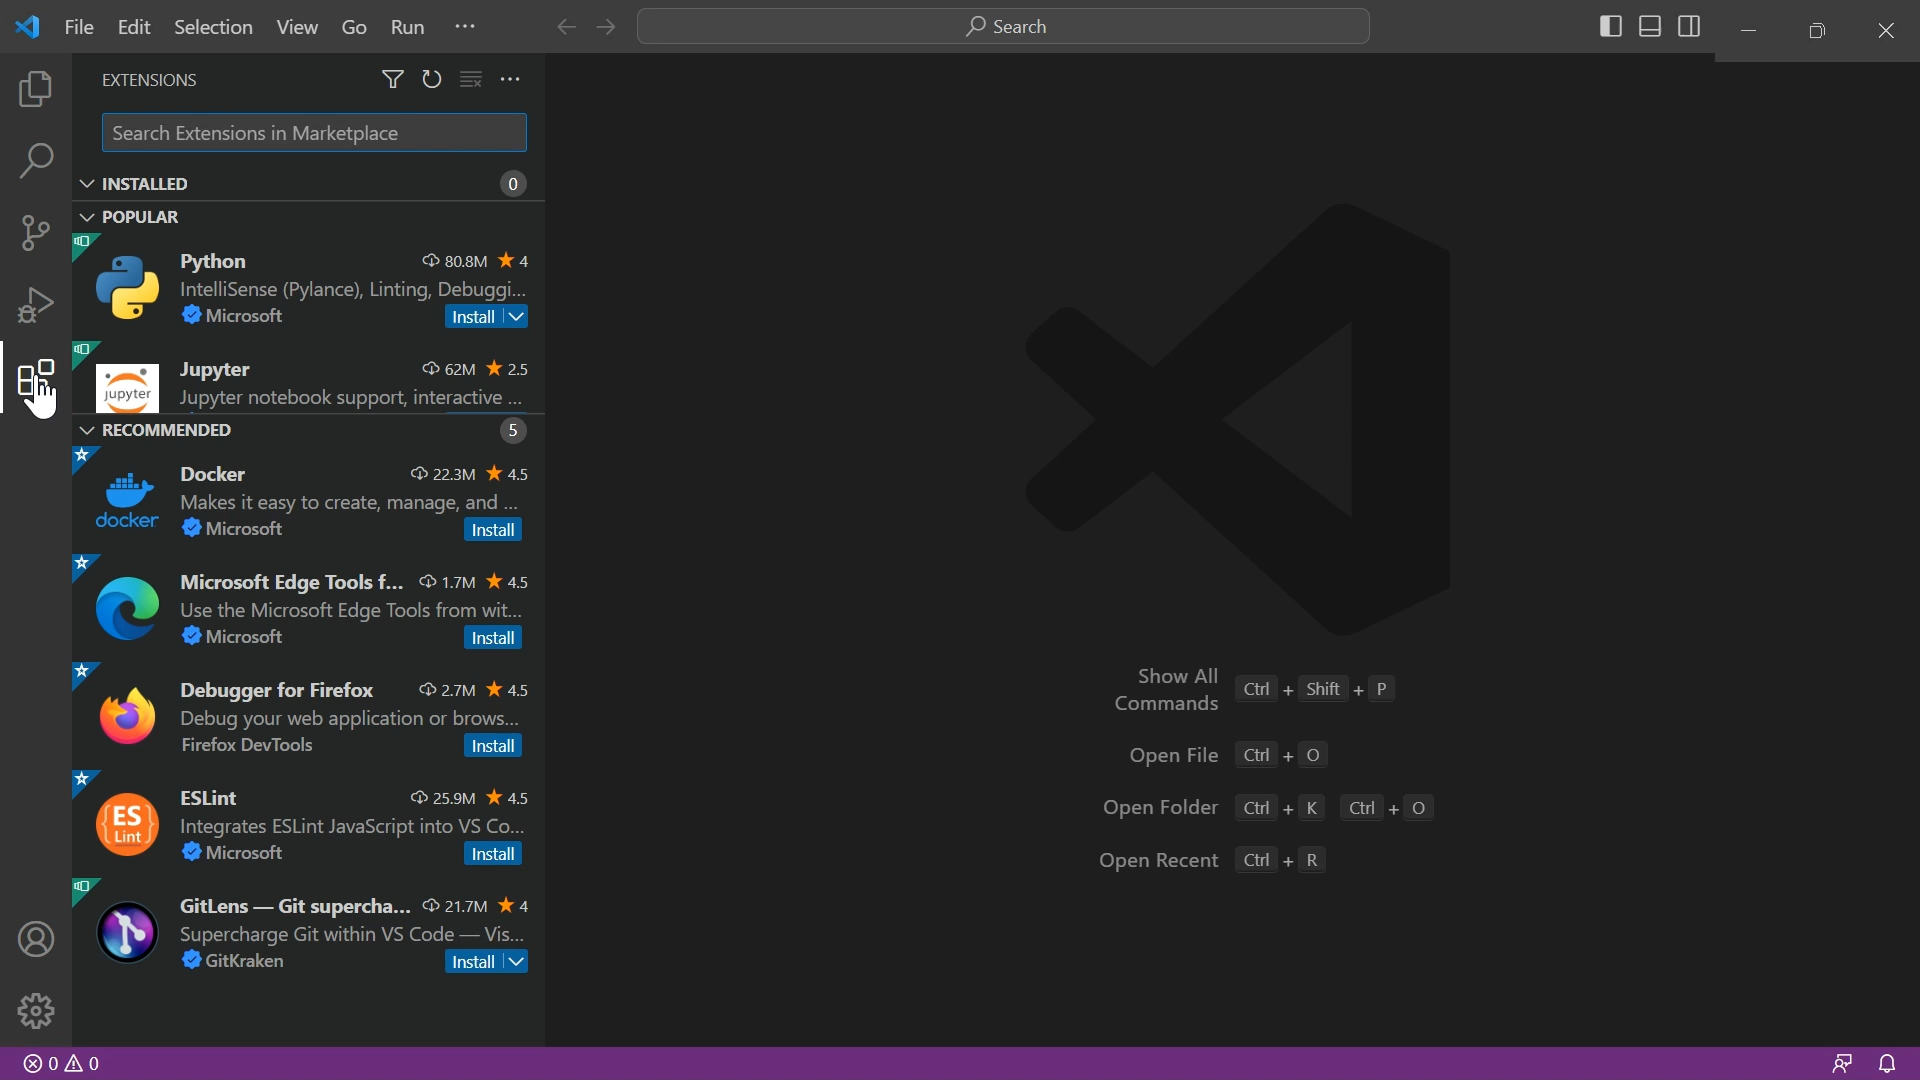 File Edit Selection View Go Run ···
Search
EXTENSIONS
Search Extensions in Marketplace
INSTALLED 0
POPULAR
Python 80.8M 4
IntelliSense (Pylance), Linting, Debuggi...
Microsoft Install
Jupyter 62M 2.5
Jupyter notebook support, interactive ...
jupyter
RECOMMENDED 5
Docker 22.3M 4.5
Makes it easy to create, manage, and ...
docker
Microsoft Install
Microsoft Edge Tools f... 1.7M 4.5
Use the Microsoft Edge Tools from wit...
Microsoft Install
Debugger for Firefox 2.7M 4.5
Debug your web application or brows...
Firefox DevTools Install
ESLint 25.9M 4.5
ES
Lint
Integrates ESLint JavaScript into VS Co...
Microsoft Install
GitLens — Git supercha... 21.7M 4
Supercharge Git within VS Code — Vis...
GitKraken Install
Show All
Commands Ctrl + Shift + P
Open File Ctrl + O
Open Folder Ctrl + K Ctrl + O
Open Recent Ctrl + R
0 0